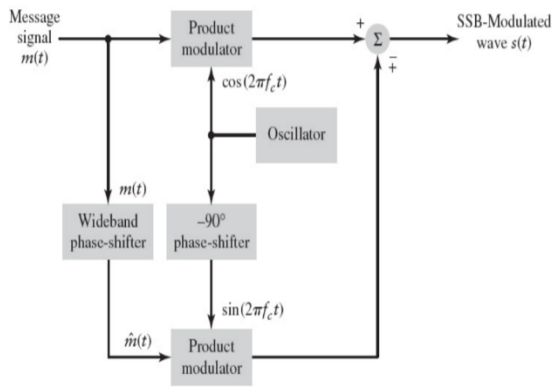 Message
signal
m(t)
Product
modulator
+
Σ
SSB-Modulated
wave s(t)
∓
cos(2πf_ct)
Oscillator
m(t)
Wideband
phase-shifter
–90°
phase-shifter
sin(2πf_ct)
m̂(t)
Product
modulator